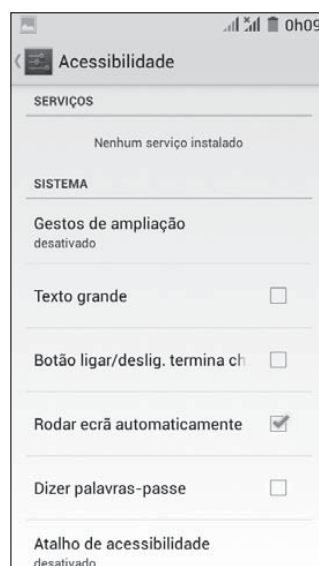 0h09
Acessibilidade
SERVIÇOS
Nenhum serviço instalado
SISTEMA
Gestos de ampliação
desativado
Texto grande
Botão ligar/deslig. termina ch
Rodar ecrã automaticamente
Dizer palavras-passe
Atalho de acessibilidade
desativado